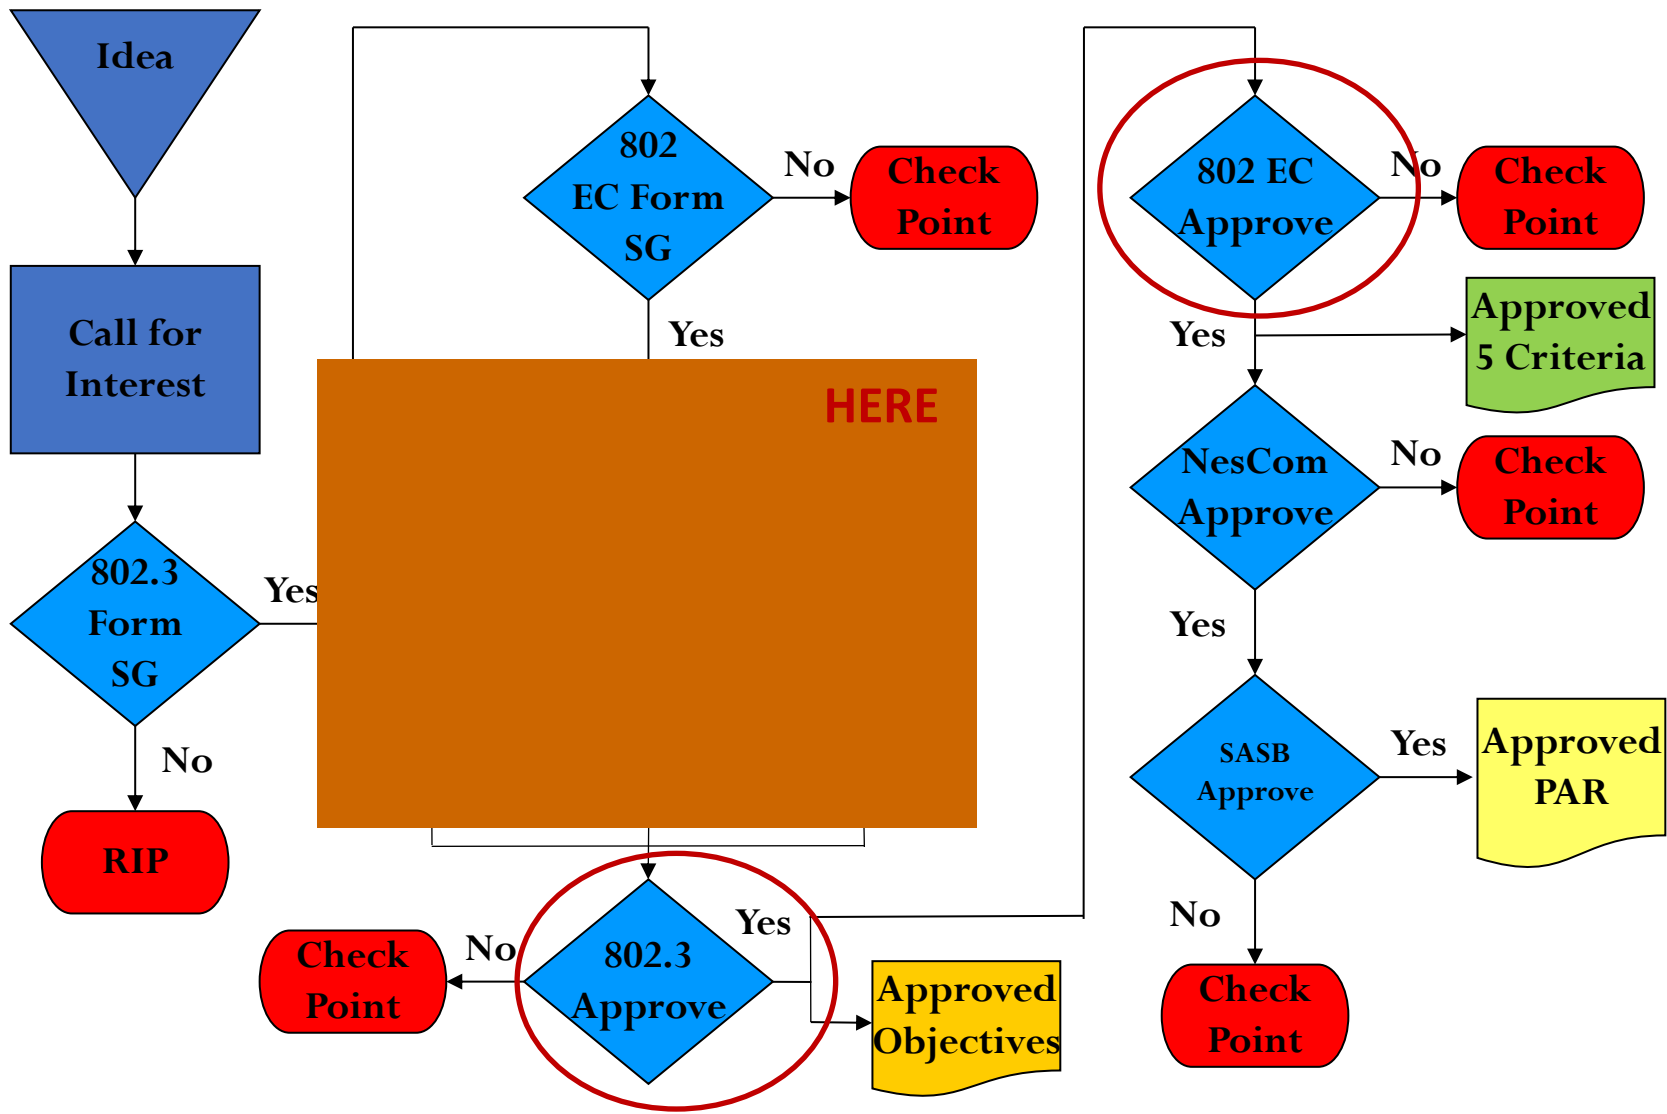 Idea
Call for
Interest
802.3
Form
SG
Yes
No
RIP
802
EC Form
SG
No
Check
Point
Yes
HERE
802.3
Approve
No
Check
Point
Yes
Approved
Objectives
802 EC
Approve
No
Check
Point
Yes
Approved
5 Criteria
NesCom
Approve
No
Check
Point
Yes
SASB
Approve
Yes
Approved
PAR
No
Check
Point